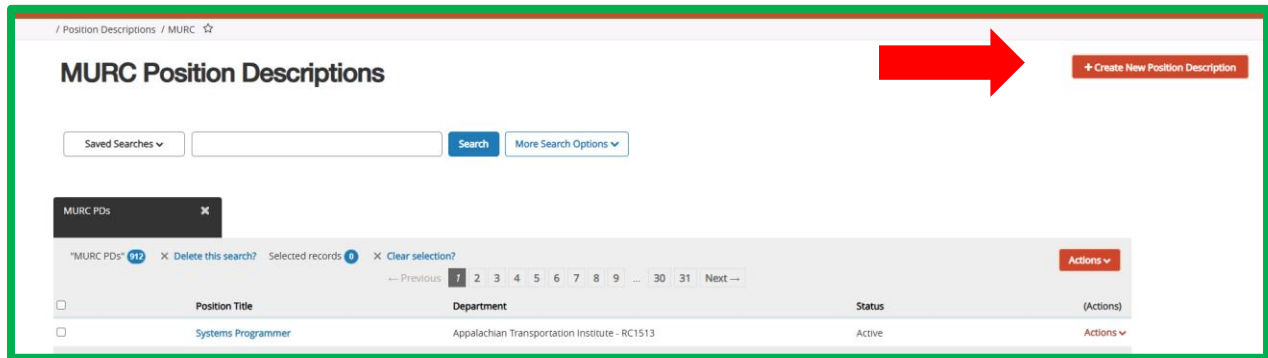 / Position Descriptions / MURC
MURC Position Descriptions
+ Create New Position Description
Saved Searches
Search
More Search Options
MURC PDs
"MURC PDs" 912 × Delete this search? Selected records 0 × Clear selection?
Actions
← Previous 1 2 3 4 5 6 7 8 9 ... 30 31 Next →
Position Title Department Status (Actions)
Systems Programmer Appalachian Transportation Institute - RC1513 Active Actions